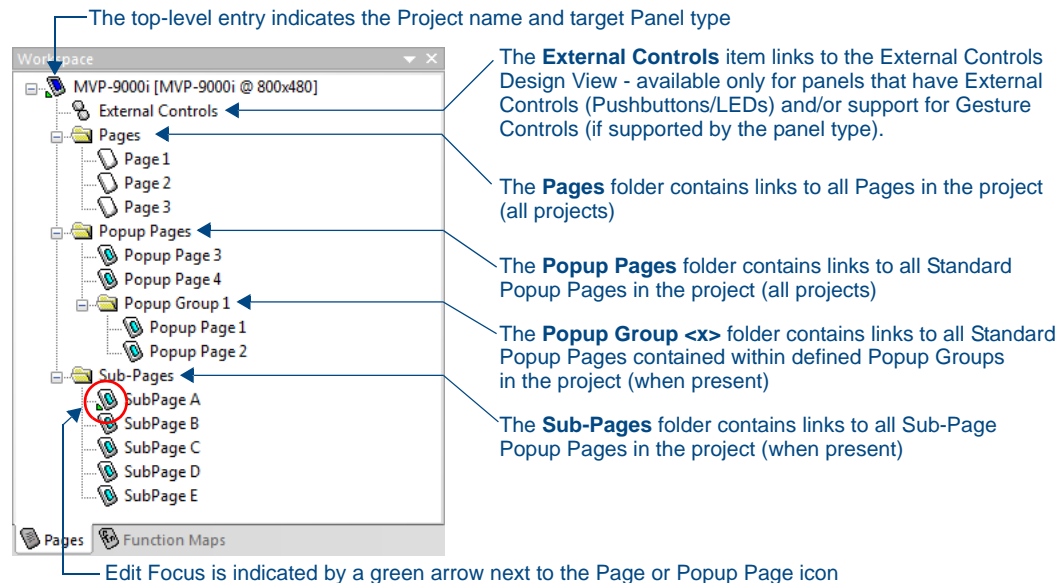 The top-level entry indicates the Project name and target Panel type
Workspace
MVP-9000i [MVP-9000i @ 800x480]
External Controls
Pages
Page 1
Page 2
Page 3
Popup Pages
Popup Page 3
Popup Page 4
Popup Group 1
Popup Page 1
Popup Page 2
Sub-Pages
SubPage A
SubPage B
SubPage C
SubPage D
SubPage E
Pages
Function Maps
The External Controls item links to the External Controls
Design View - available only for panels that have External
Controls (Pushbuttons/LEDs) and/or support for Gesture
Controls (if supported by the panel type).
The Pages folder contains links to all Pages in the project
(all projects)
The Popup Pages folder contains links to all Standard
Popup Pages in the project (all projects)
The Popup Group <x> folder contains links to all Standard
Popup Pages contained within defined Popup Groups
in the project (when present)
The Sub-Pages folder contains links to all Sub-Page
Popup Pages in the project (when present)
Edit Focus is indicated by a green arrow next to the Page or Popup Page icon